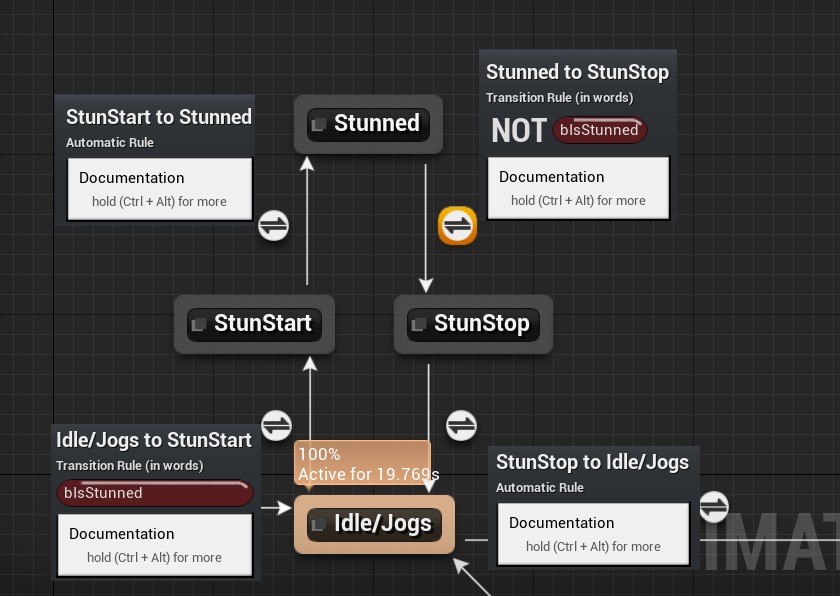 Stunned to StunStop
Transition Rule (in words)
NOT bIsStunned
Documentation
hold (Ctrl + Alt) for more
StunStart to Stunned
Automatic Rule
Documentation
hold (Ctrl + Alt) for more
Stunned
StunStart
StunStop
Idle/Jogs to StunStart
Transition Rule (in words)
bIsStunned
Documentation
hold (Ctrl + Alt) for more
100%
Active for 19.769s
Idle/Jogs
StunStop to Idle/Jogs
Automatic Rule
Documentation
hold (Ctrl + Alt) for more
IMAT